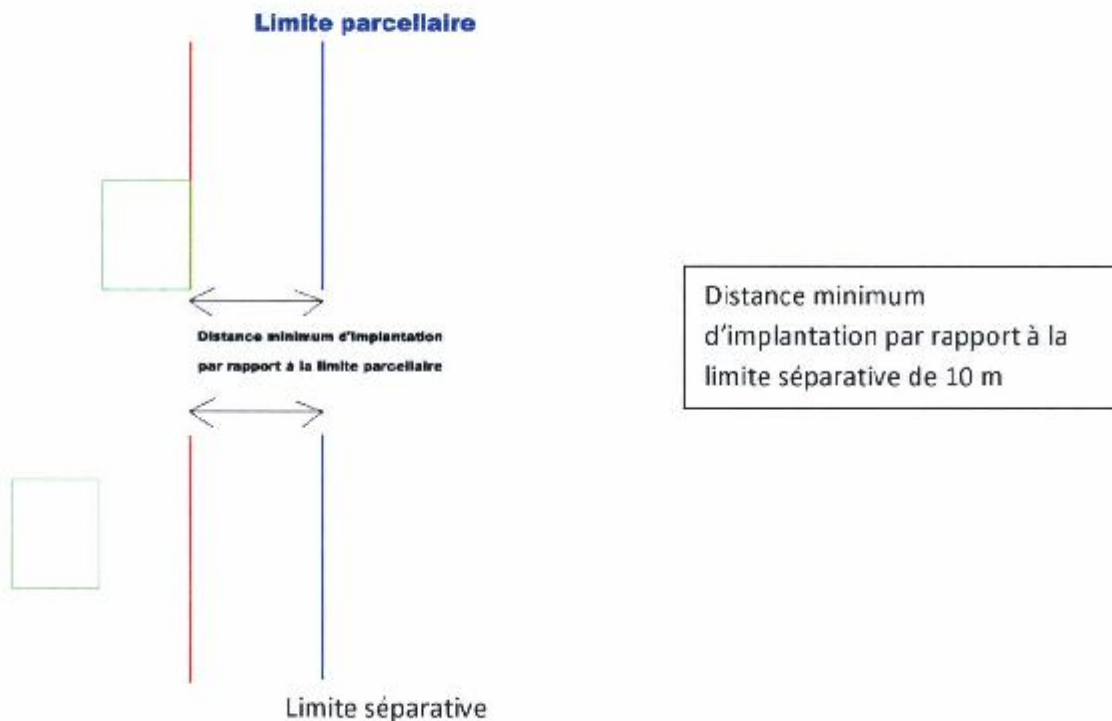 Limite parcellaire
Distance minimum d'implantation
par rapport à la limite parcellaire
Distance minimum
d'implantation par rapport à la
limite séparative de 10 m
Limite séparative